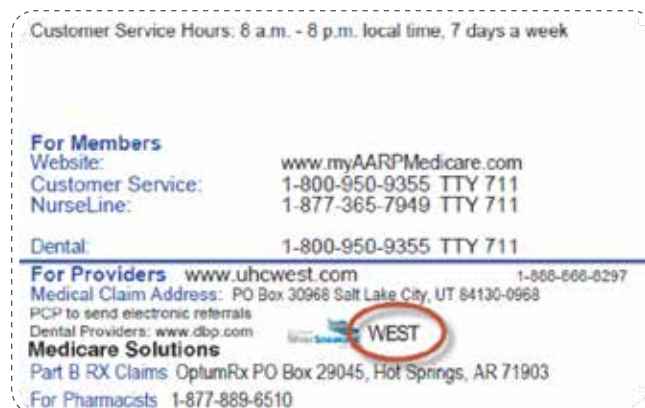 Customer Service Hours: 8 a.m. - 8 p.m. local time, 7 days a week
For Members
Website: www.myAARPMedicare.com
Customer Service: 1-800-950-9355 TTY 711
NurseLine: 1-877-365-7949 TTY 711
Dental: 1-800-950-9355 TTY 711
For Providers www.uhcwest.com 1-888-866-8297
Medical Claim Address: PO Box 30968 Salt Lake City, UT 84130-0968
PCP to send electronic referrals
Dental Providers: www.dbp.com
WEST
Medicare Solutions
Part B RX Claims OptumRx PO Box 29045, Hot Springs, AR 71903
For Pharmacists 1-877-889-6510